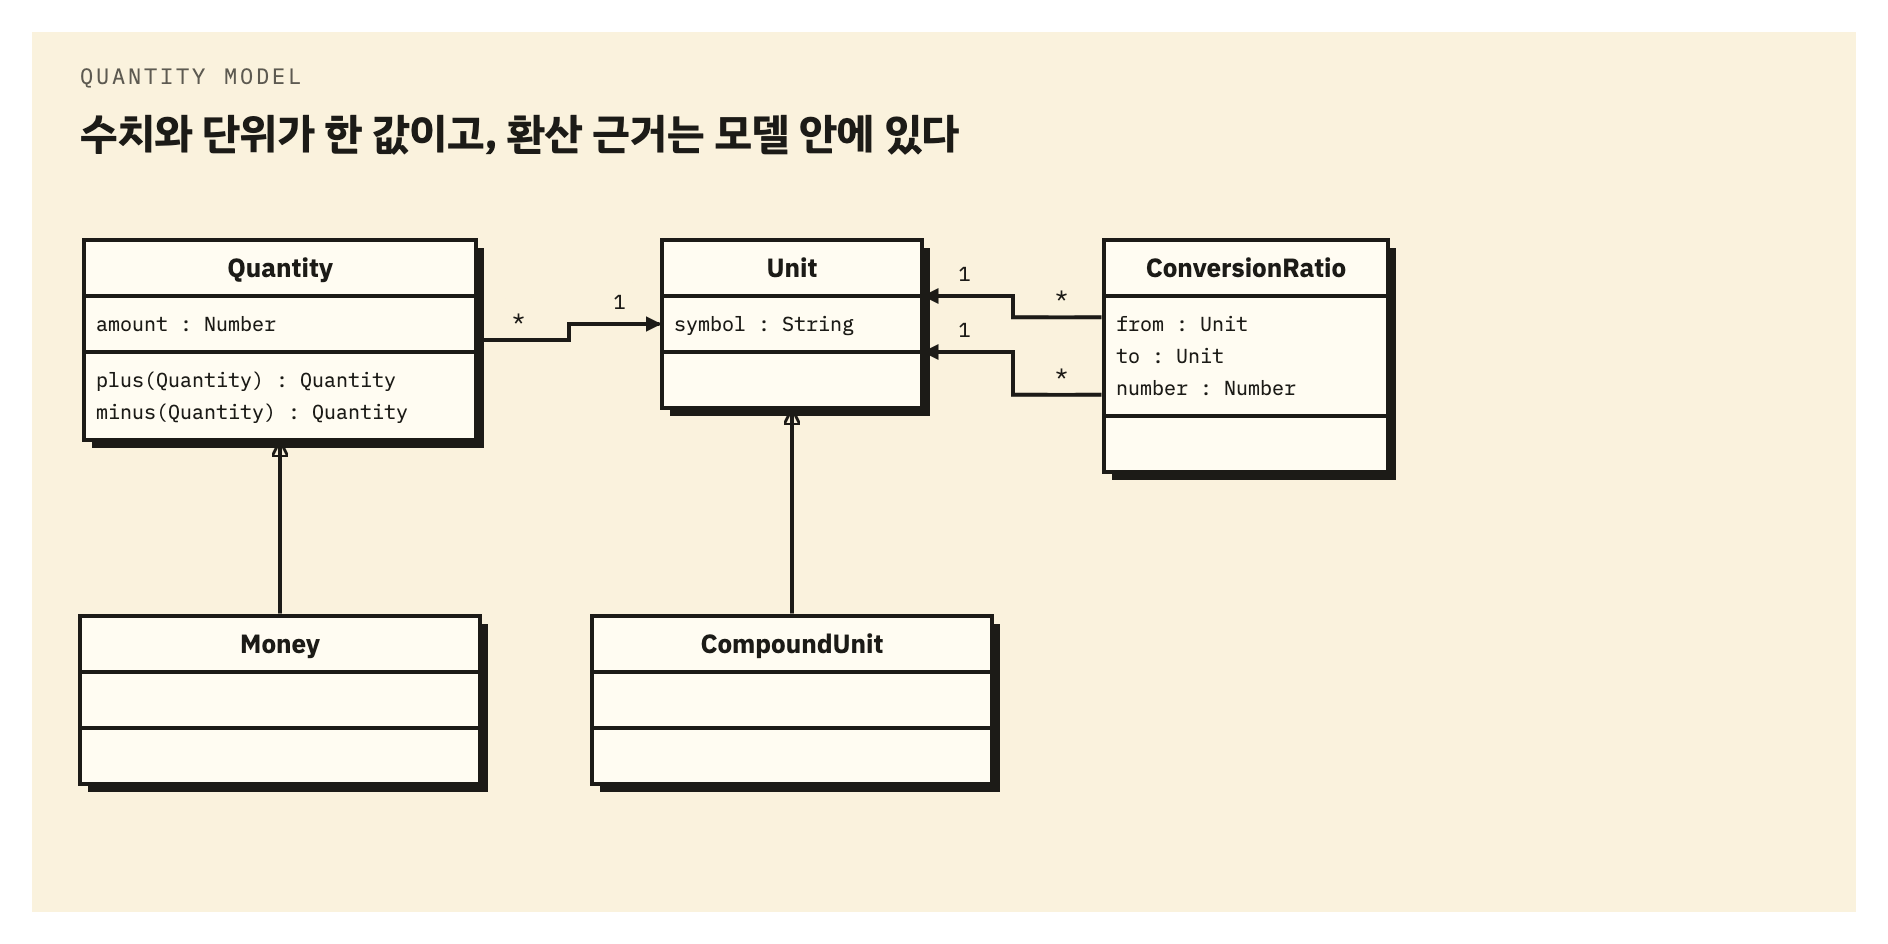 QUANTITY MODEL
수치와 단위가 한 값이고, 환산 근거는 모델 안에 있다
Quantity
amount : Number
plus(Quantity) : Quantity
minus(Quantity) : Quantity
*
1
Unit
symbol : String
1
*
1
*
ConversionRatio
from : Unit
to : Unit
number : Number
Money
CompoundUnit